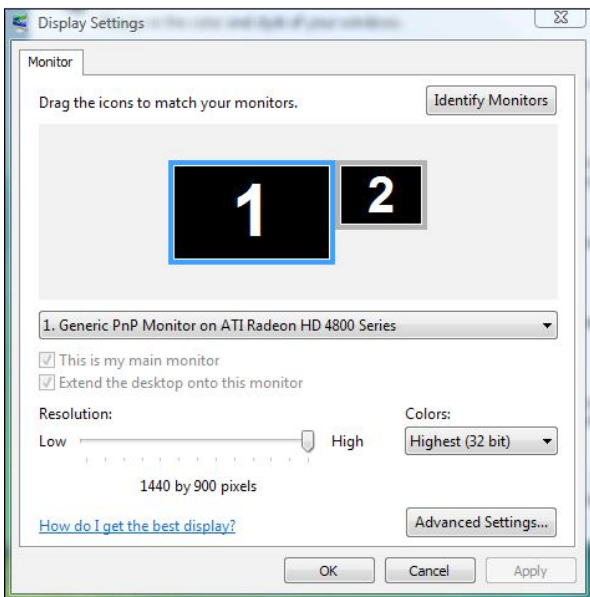 Display Settings
Monitor
Drag the icons to match your monitors.
Identify Monitors
1
2
1. Generic PnP Monitor on ATI Radeon HD 4800 Series
This is my main monitor
Extend the desktop onto this monitor
Resolution:
Colors:
Low
High
Highest (32 bit)
1440 by 900 pixels
How do I get the best display?
Advanced Settings...
OK
Cancel
Apply